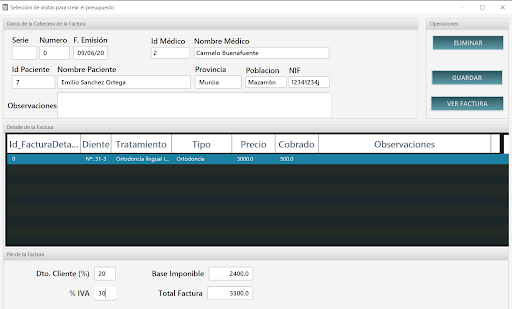 Selección de visitas para crear el presupuesto
Datos de la Cabecera de la Factura
Operaciones
Serie Numero F. Emisión Id Médico Nombre Médico
0 09/06/20 2 Carmelo Buenafuente
ELIMINAR
Id Paciente Nombre Paciente Provincia Poblacion NIF
7 Emilio Sanchez Ortega Murcia Mazarrón 12341234j
GUARDAR
Observaciones
VER FACTURA
Detalle de la Factura
Id_FacturaDeta... Diente Tratamiento Tipo Precio Cobrado Observaciones
0 Nº: 31-3 Ortodoncia lingual i... Ortodoncia 3000.0 500.0
Pie de la Factura
Dto. Cliente (%) 20 Base Imponible 2400.0
% IVA 30 Total Factura 3300.0